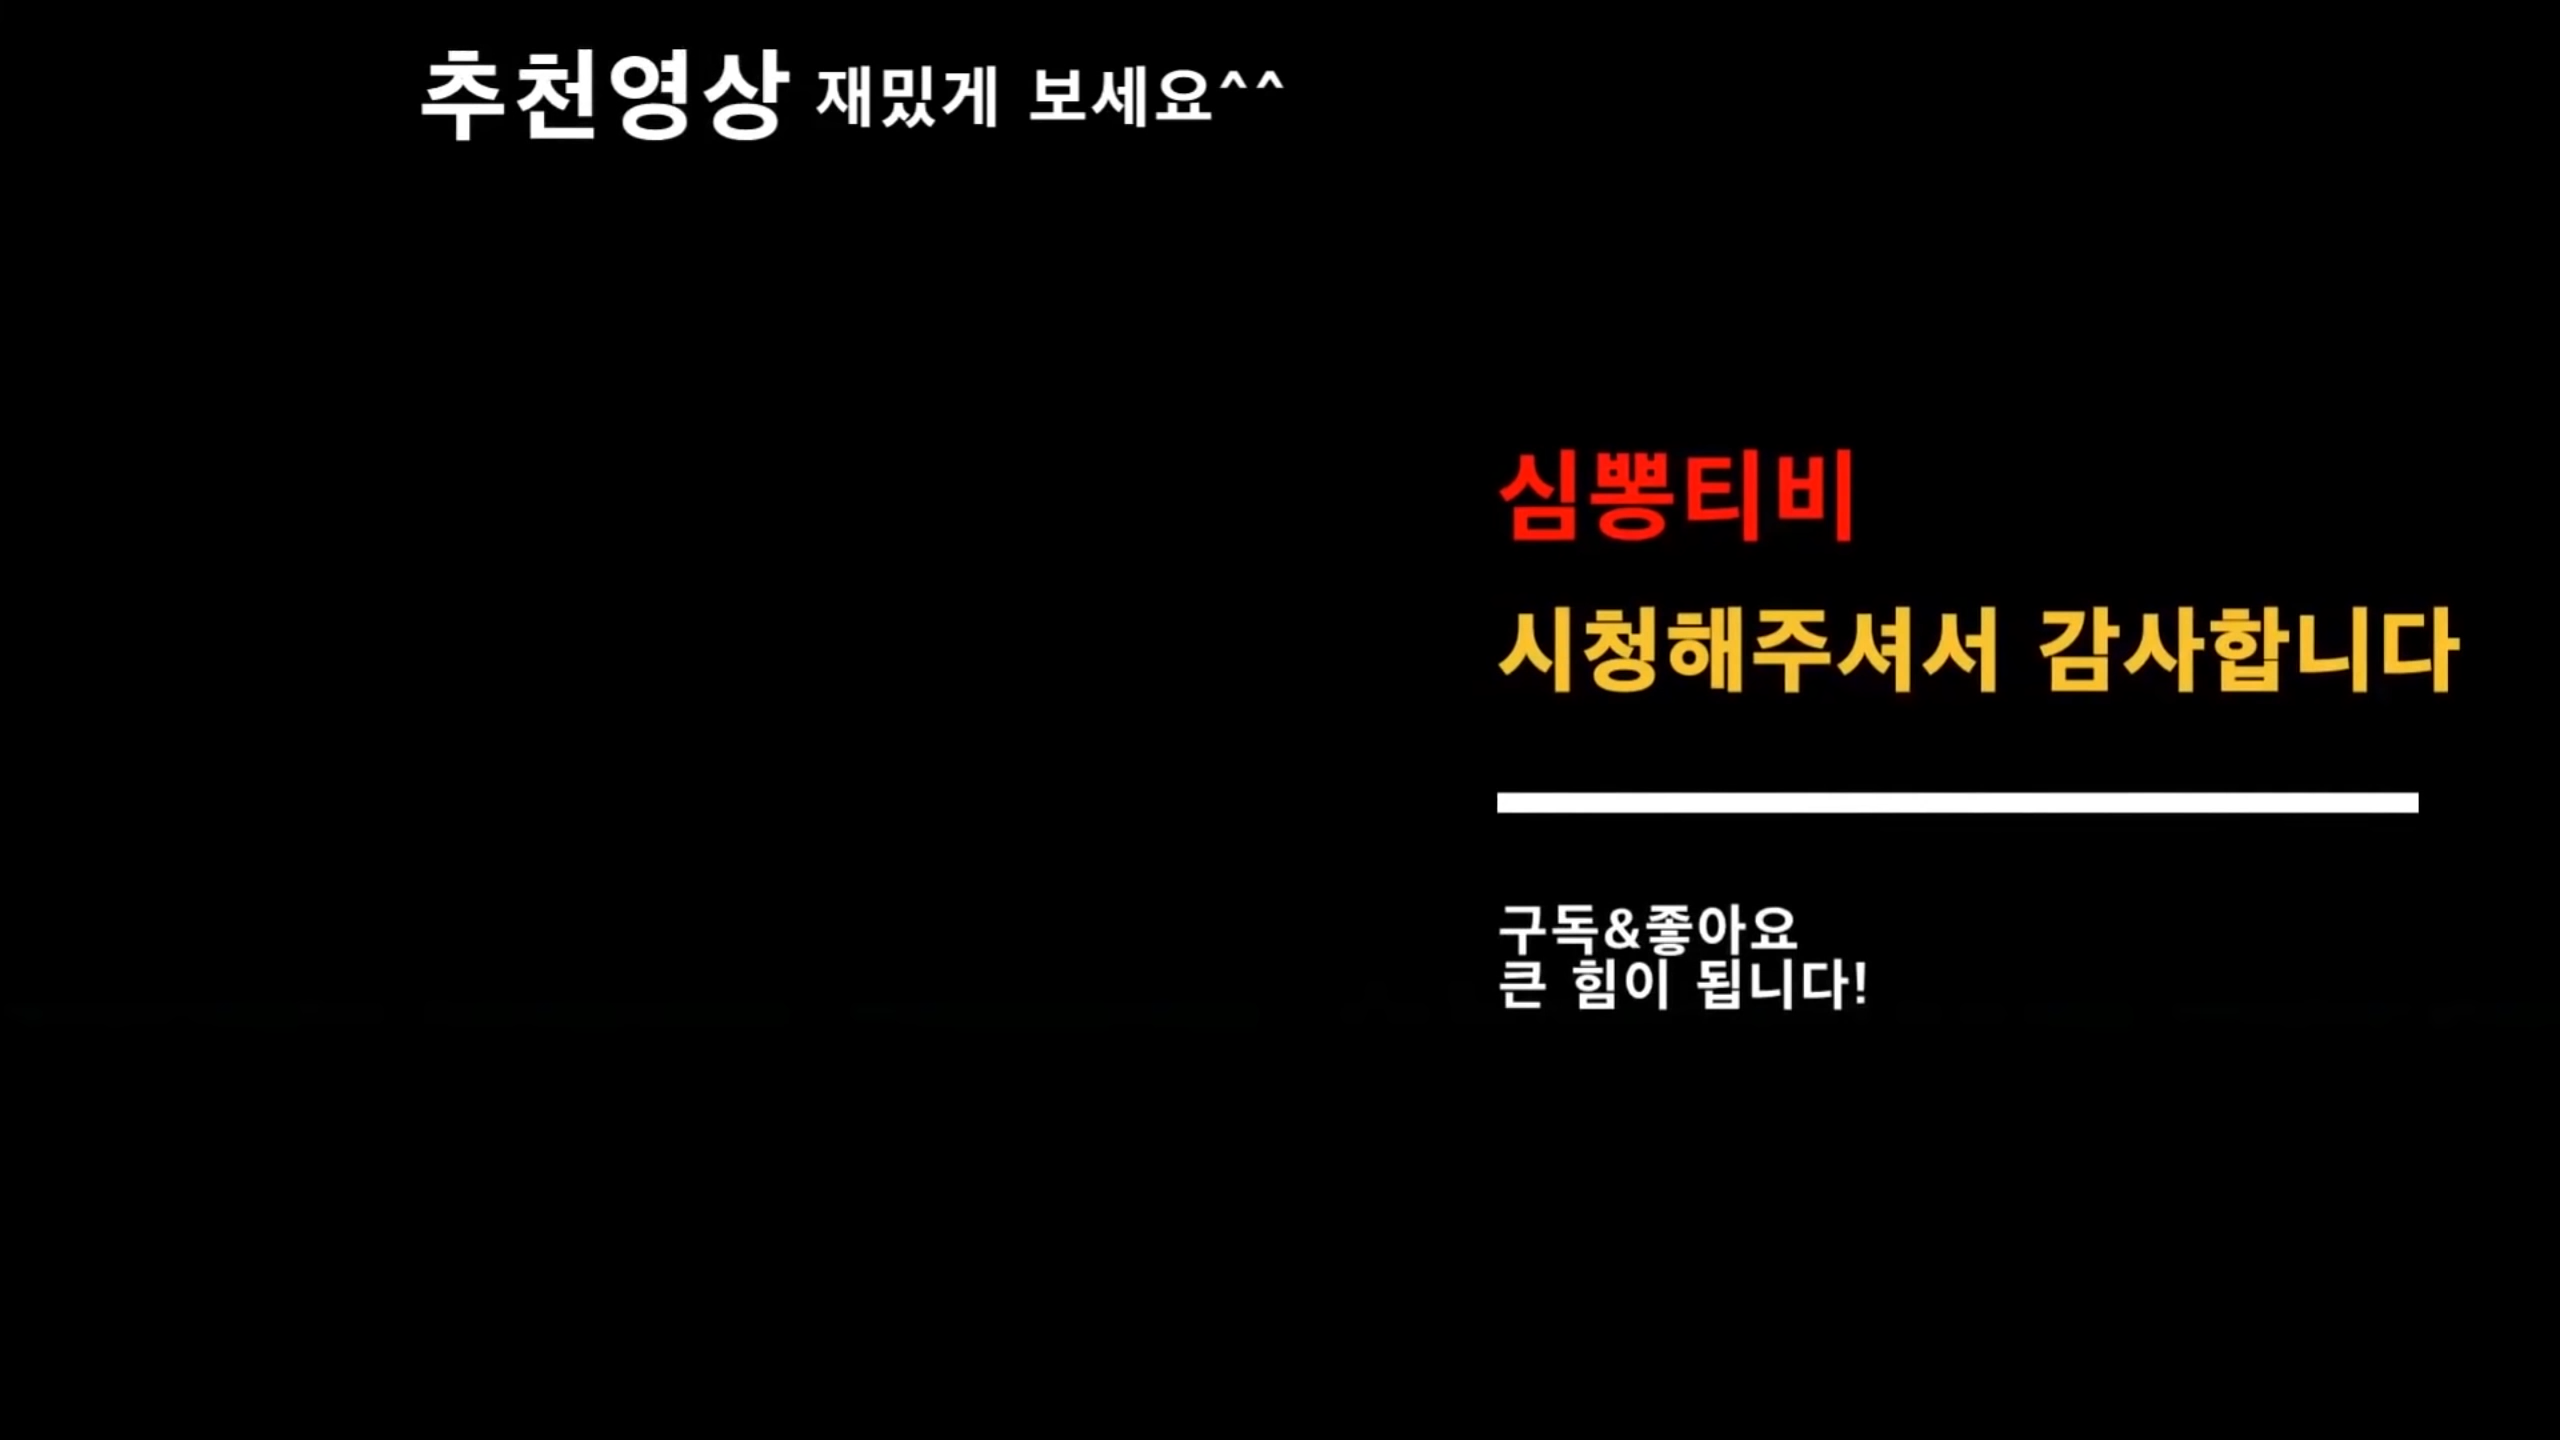 추천영상 재밌게 보세요^^
심뽕티비
시청해주셔서 감사합니다
구독&좋아요
큰 힘이 됩니다!